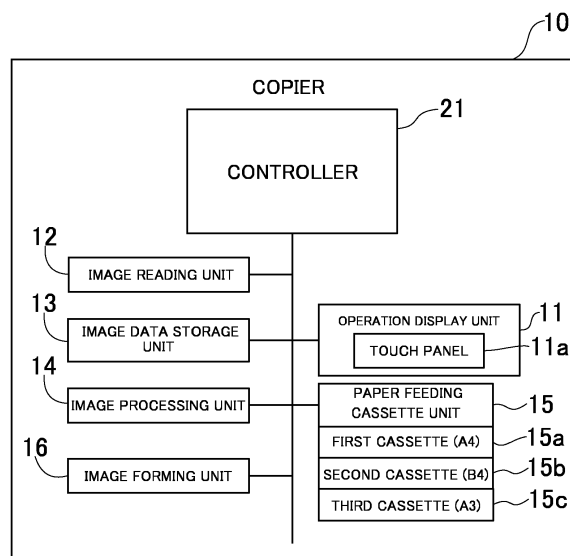 10
COPIER
21
CONTROLLER
12
IMAGE READING UNIT
13
IMAGE DATA STORAGE
UNIT
OPERATION DISPLAY UNIT
11
TOUCH PANEL
11a
14
IMAGE PROCESSING UNIT
PAPER FEEDING
CASSETTE UNIT
15
FIRST CASSETTE (A4)
15a
16
IMAGE FORMING UNIT
SECOND CASSETTE (B4)
15b
THIRD CASSETTE (A3)
15c